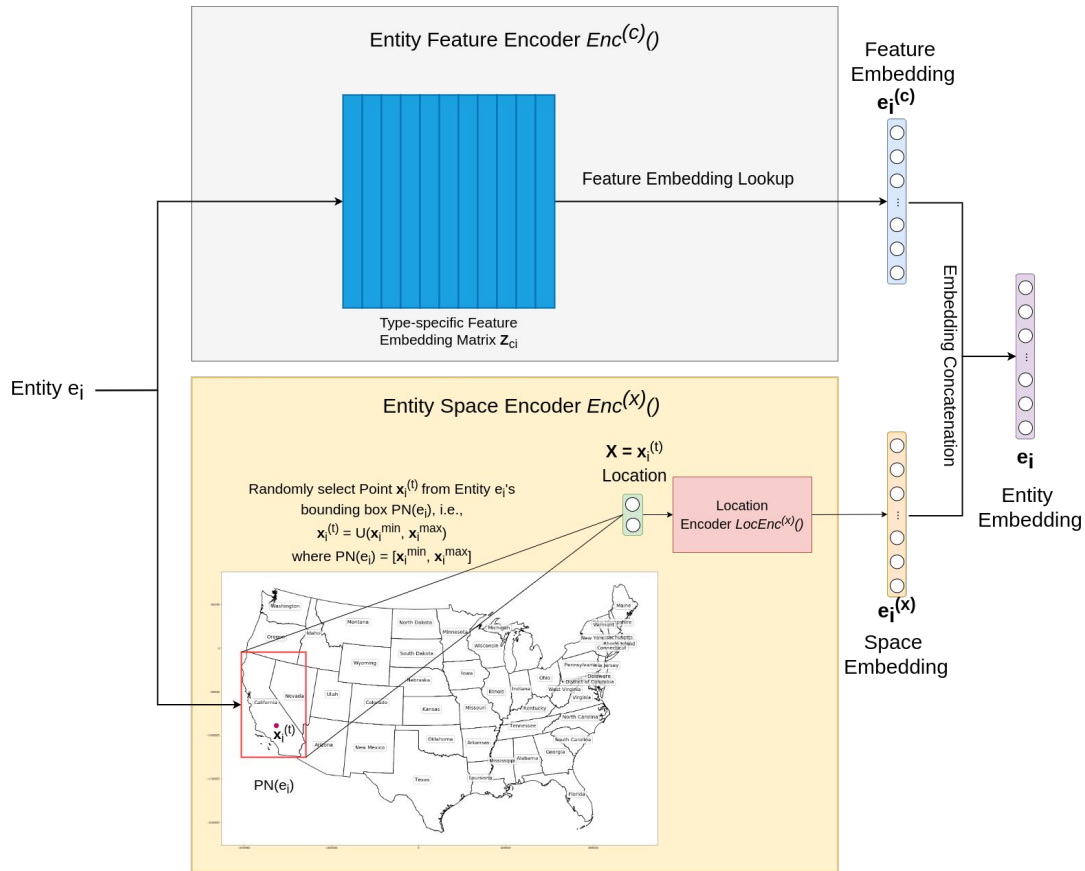 Entity Feature Encoder Enc^(c)()
Feature
Embedding
e_i^(c)
Feature Embedding Lookup
Type-specific Feature
Embedding Matrix Z_ci
Entity e_i
Embedding Concatenation
e_i
Entity
Embedding
Entity Space Encoder Enc^(x)()
X = x_i^(t)
Location
Randomly select Point x_i^(t) from Entity e_i's
bounding box PN(e_i), i.e.,
x_i^(t) = U(x_i^min, x_i^max)
where PN(e_i) = [x_i^min, x_i^max]
Location
Encoder LocEnc^(x)()
e_i^(x)
Space
Embedding
Washington
Montana
North Dakota
Minnesota
Michigan
Maine
Vermont
Oregon
Idaho
South Dakota
Wisconsin
New York
Connecticut
Wyoming
Iowa
Pennsylvania
Nebraska
Ohio
Delaware
District of Columbia
Nevada
Utah
Colorado
Illinois
Indiana
West Virginia
California
Kansas
Missouri
Kentucky
Virginia
North Carolina
Tennessee
x_i^(t)
Arizona
New Mexico
Oklahoma
Arkansas
South Carolina
Mississippi
Alabama
Georgia
Texas
Louisiana
Florida
PN(e_i)